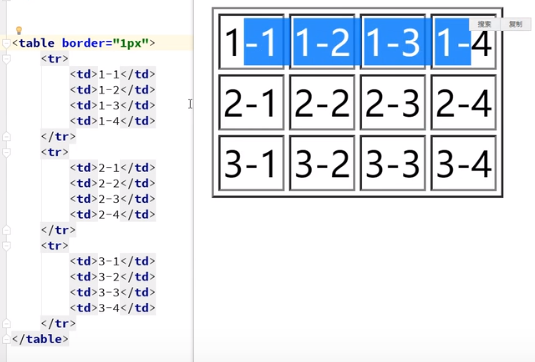 <table border="1px">
<tr>
<td>1-1</td>
<td>1-2</td>
<td>1-3</td>
<td>1-4</td>
</tr>
<tr>
<td>2-1</td>
<td>2-2</td>
<td>2-3</td>
<td>2-4</td>
</tr>
<tr>
<td>3-1</td>
<td>3-2</td>
<td>3-3</td>
<td>3-4</td>
</tr>
</table>
搜索 复制
1-1 1-2 1-3 1-4
2-1 2-2 2-3 2-4
3-1 3-2 3-3 3-4